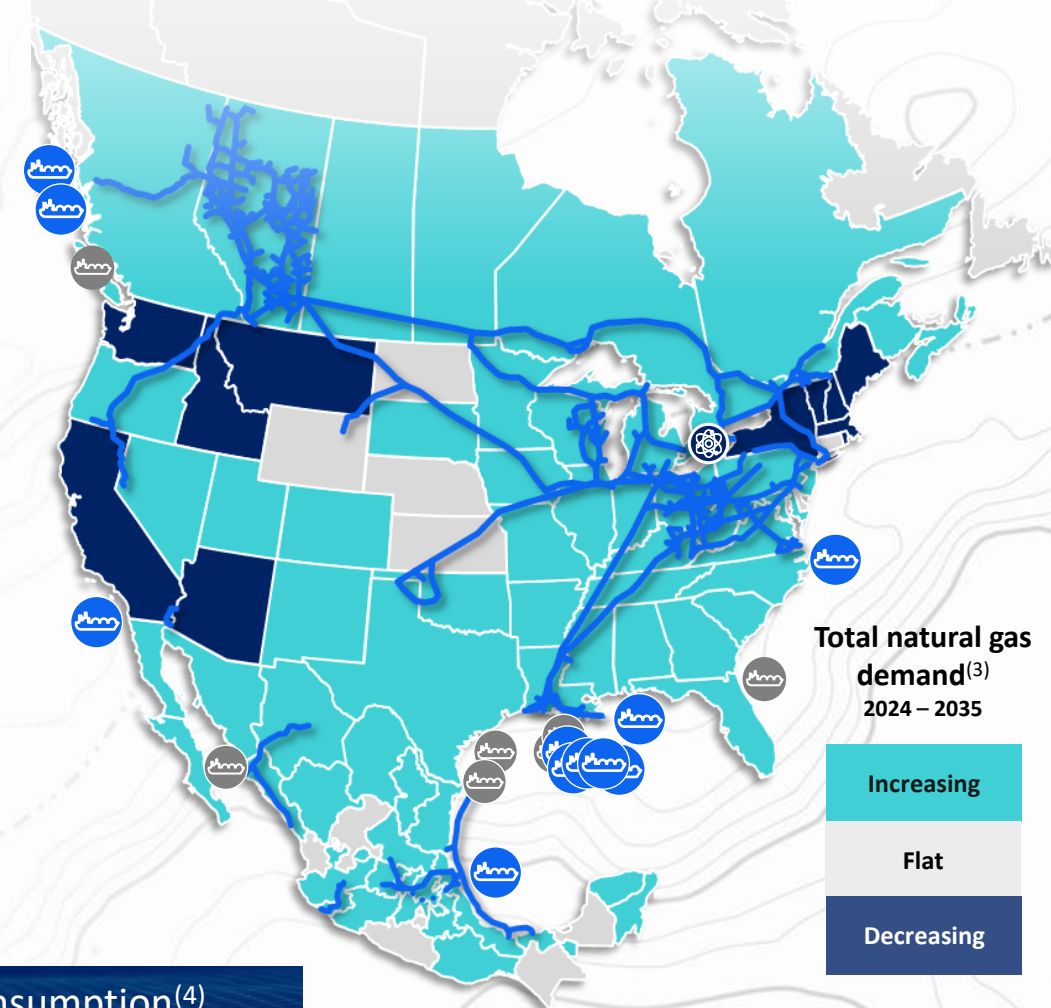 Total natural gas
demand(3)
2024 – 2035
Increasing
Flat
Decreasing